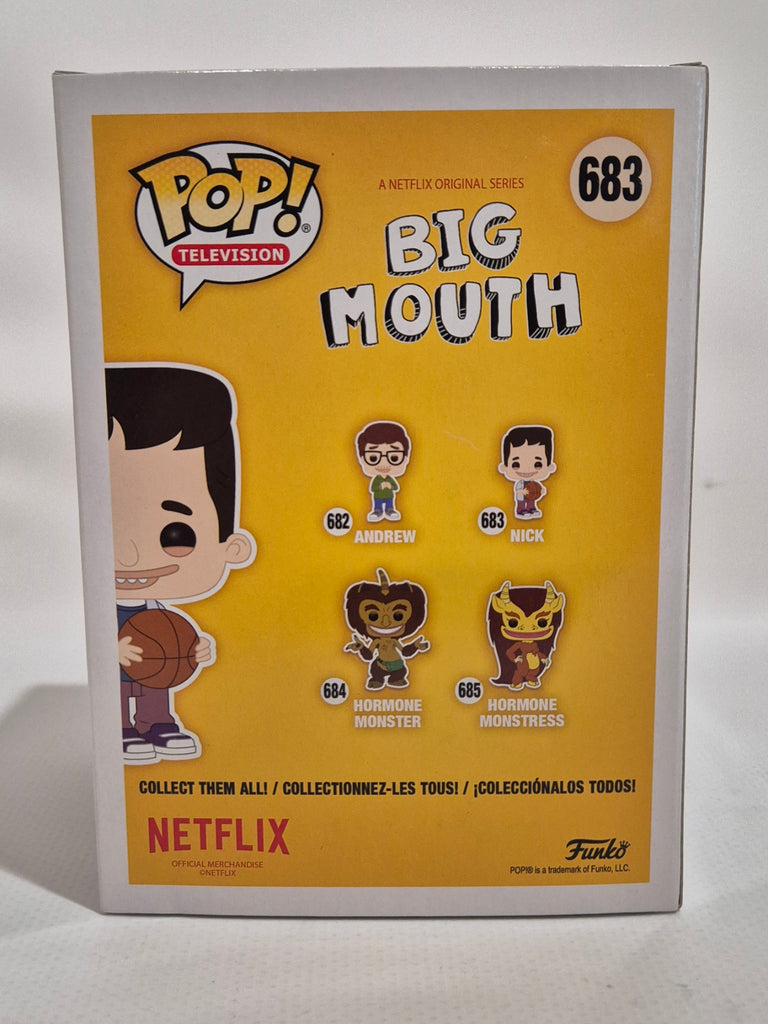 POP!®
TELEVISION
A NETFLIX ORIGINAL SERIES
683
BIG
MOUTH
682 ANDREW
683 NICK
684 HORMONE
MONSTER
685 HORMONE
MONSTRESS
COLLECT THEM ALL! / COLLECTIONNEZ-LES TOUS! / ¡COLECCIÓNALOS TODOS!
NETFLIX
OFFICIAL MERCHANDISE
©NETFLIX
Funko
POP!® is a trademark of Funko, LLC.